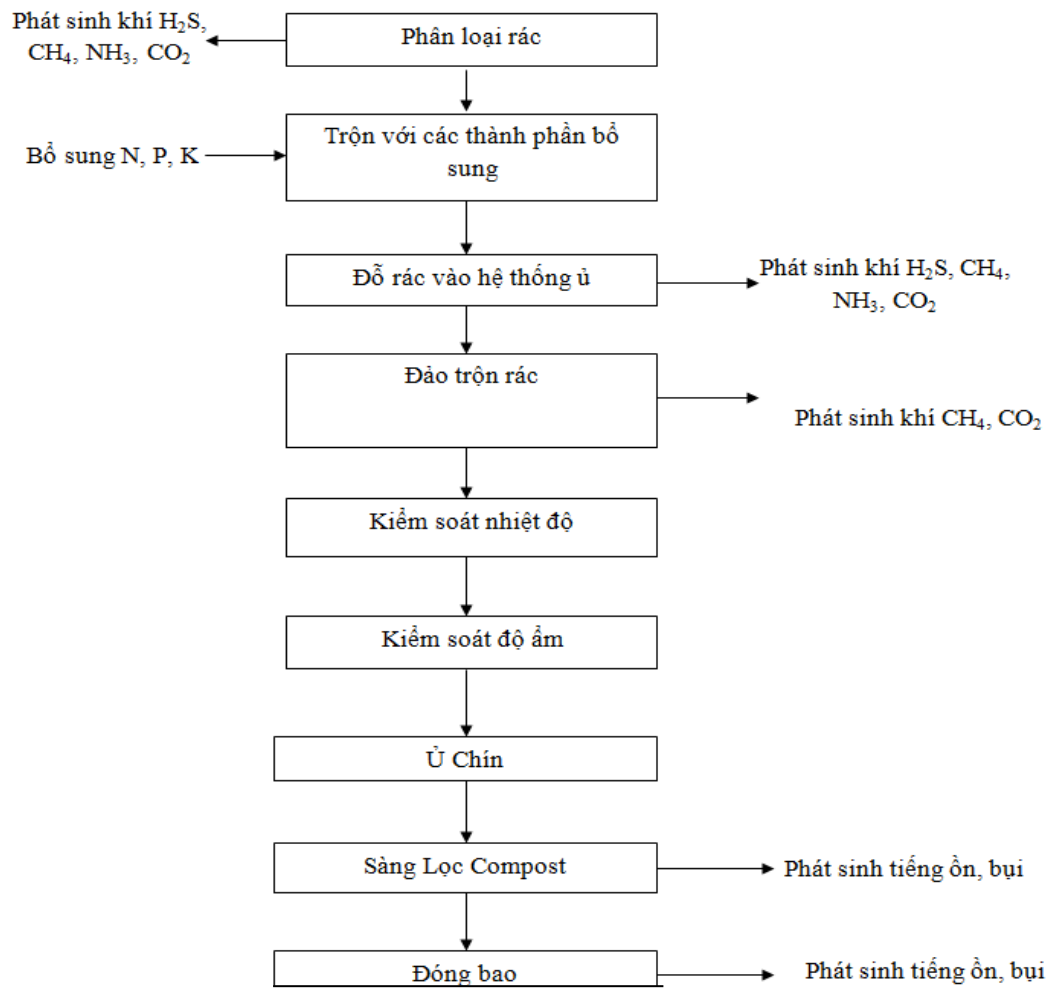 Phát sinh khí H₂S,
CH₄, NH₃, CO₂
Phân loại rác
Bổ sung N, P, K
Trộn với các thành phần bổ
sung
Đỗ rác vào hệ thống ủ
Phát sinh khí H₂S, CH₄,
NH₃, CO₂
Đảo trộn rác
Phát sinh khí CH₄, CO₂
Kiểm soát nhiệt độ
Kiểm soát độ ẩm
Ủ Chín
Sàng Lọc Compost
Phát sinh tiếng ồn, bụi
Đóng bao
Phát sinh tiếng ồn, bụi